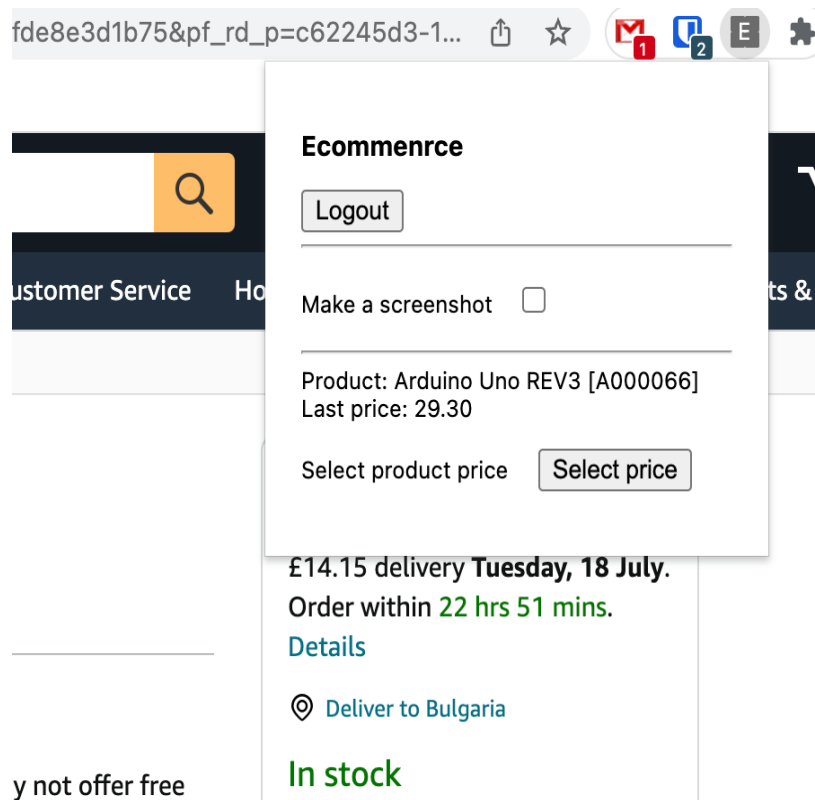 fde8e3d1b75&pf_rd_p=c62245d3-1...
1
2
E
Ecommenrce
Logout
ustomer Service
Ho
ts &
Make a screenshot
Product: Arduino Uno REV3 [A000066]
Last price: 29.30
Select product price
Select price
£14.15 delivery Tuesday, 18 July.
Order within 22 hrs 51 mins.
Details
Deliver to Bulgaria
In stock
y not offer free